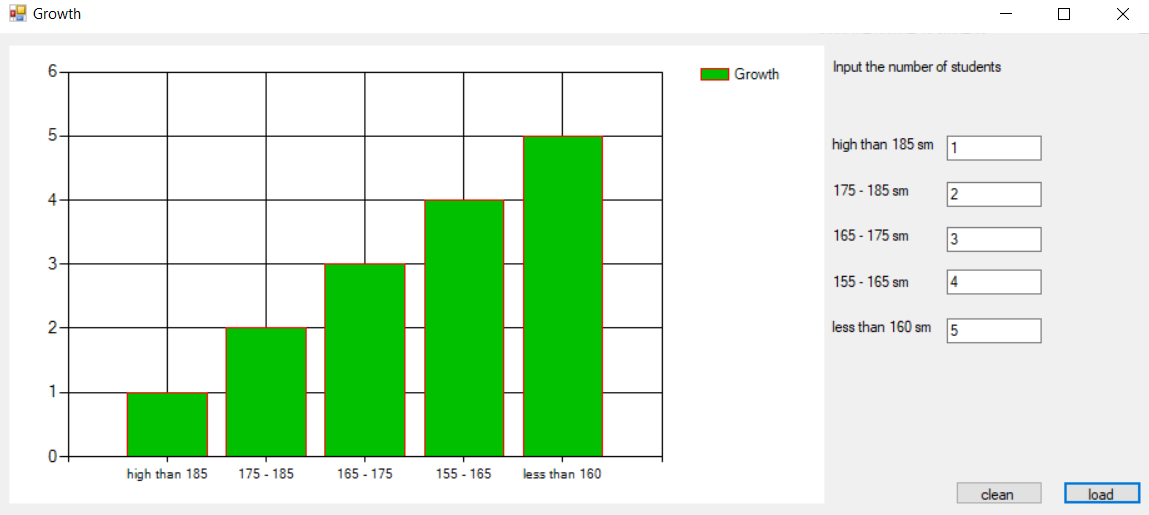 Growth
6
5
4
3
2
1
0
high than 185
175 - 185
165 - 175
155 - 165
less than 160
Growth
Input the number of students
high than 185 sm 1
175 - 185 sm 2
165 - 175 sm 3
155 - 165 sm 4
less than 160 sm 5
clean
load